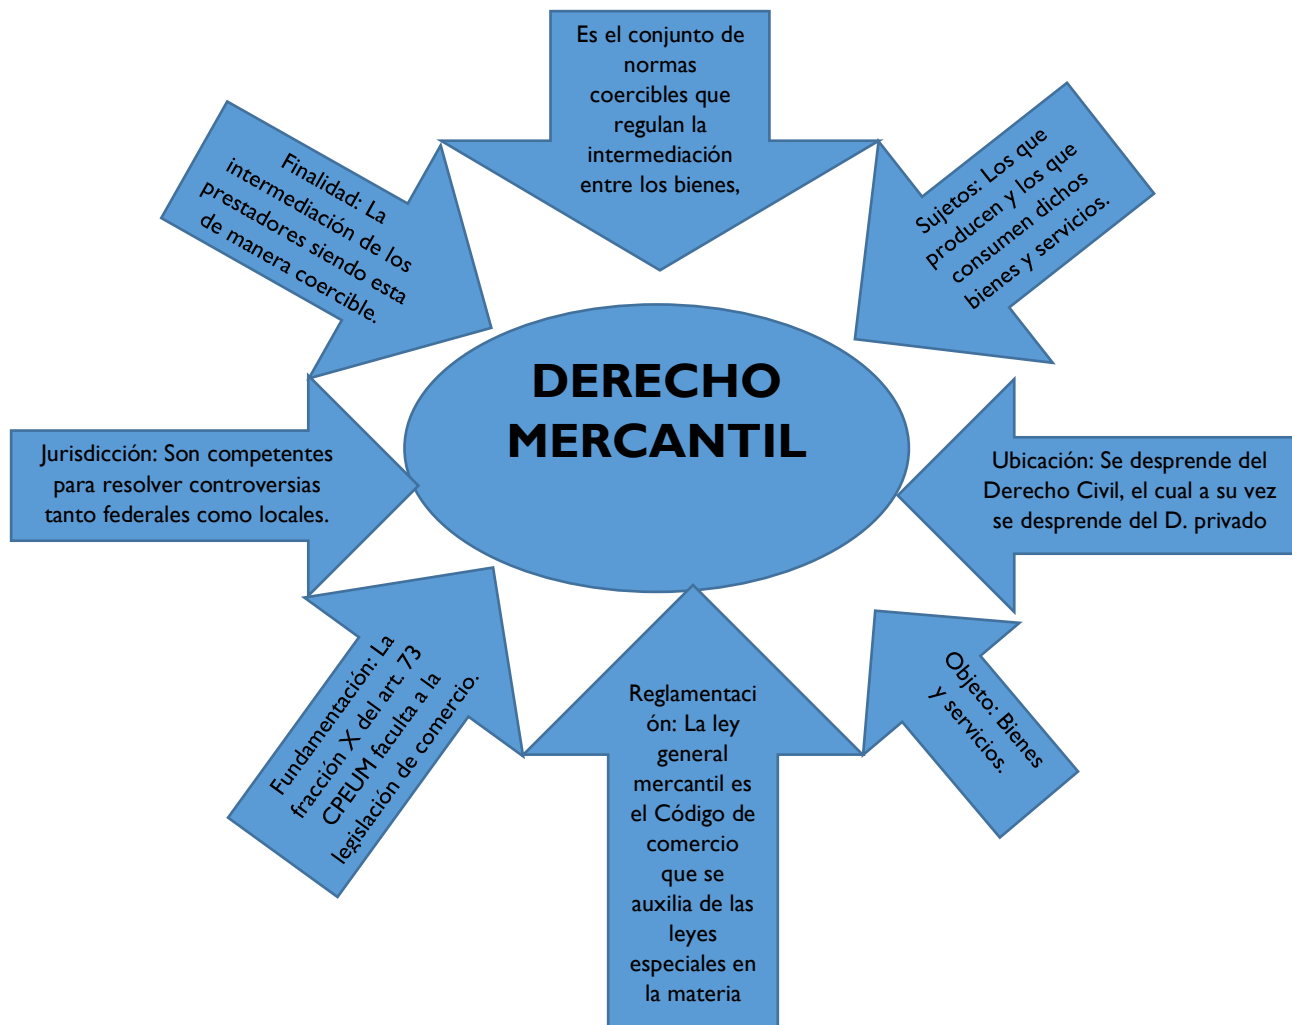 Es el conjunto de
normas
coercibles que
regulan la
intermediación
entre los bienes,
Finalidad: La
intermediación de los
prestadores siendo esta
de manera coercible.
Sujetos: Los que
producen y los que
consumen dichos
bienes y servicios.
DERECHO
MERCANTIL
Jurisdicción: Son competentes
para resolver controversias
tanto federales como locales.
Ubicación: Se desprende del
Derecho Civil, el cual a su vez
se desprende del D. privado
Fundamentación: La
fracción X del art. 73
CPEUM faculta a la
legislación de comercio.
Reglamentaci
ón: La ley
general
mercantil es
el Código de
comercio
que se
auxilia de las
leyes
especiales en
la materia
Objeto: Bienes
y servicios.